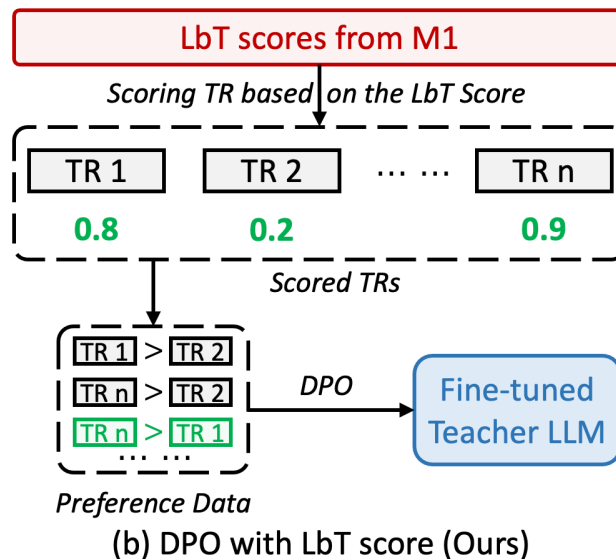 LbT scores from M1
Scoring TR based on the LbT Score
TR 1 TR 2 ... ... TR n
0.8 0.2 0.9
Scored TRs
TR 1 > TR 2
TR n > TR 2
TR n > TR 1
... ...
DPO
Fine-tuned
Teacher LLM
Preference Data
(b) DPO with LbT score (Ours)